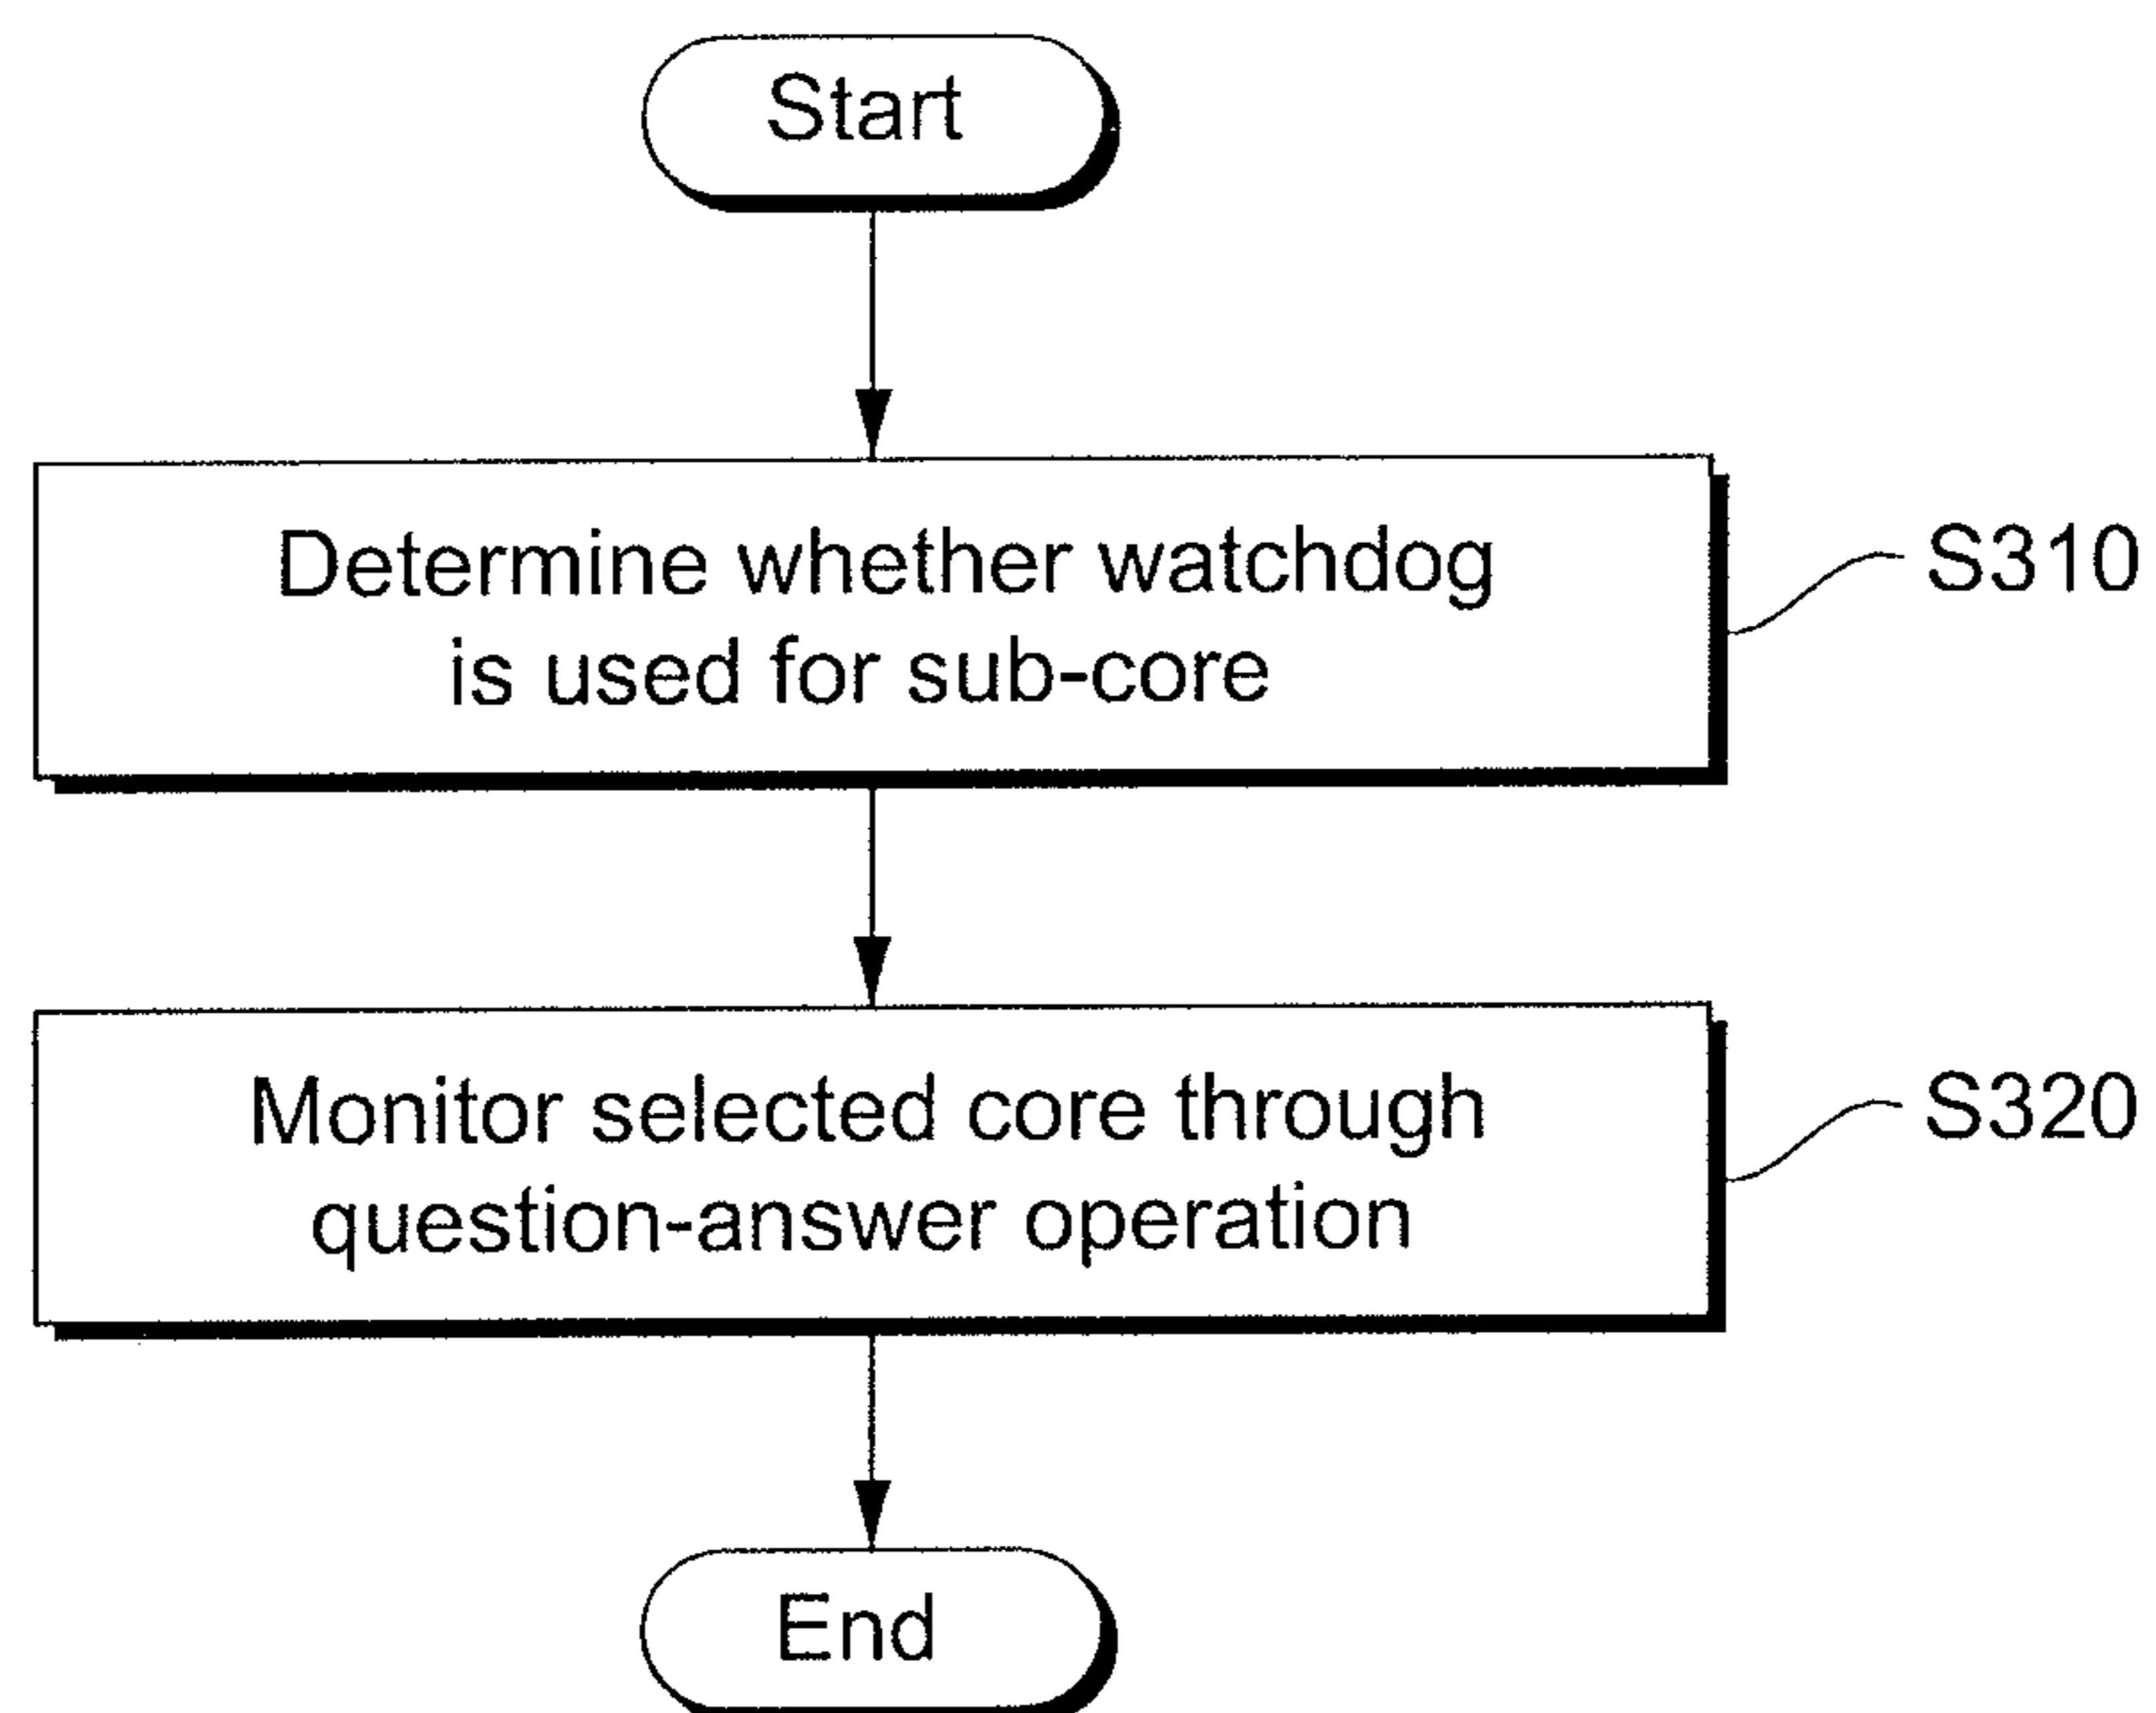 Start
Determine whether watchdog
is used for sub-core
S310
Monitor selected core through
question-answer operation
S320
End